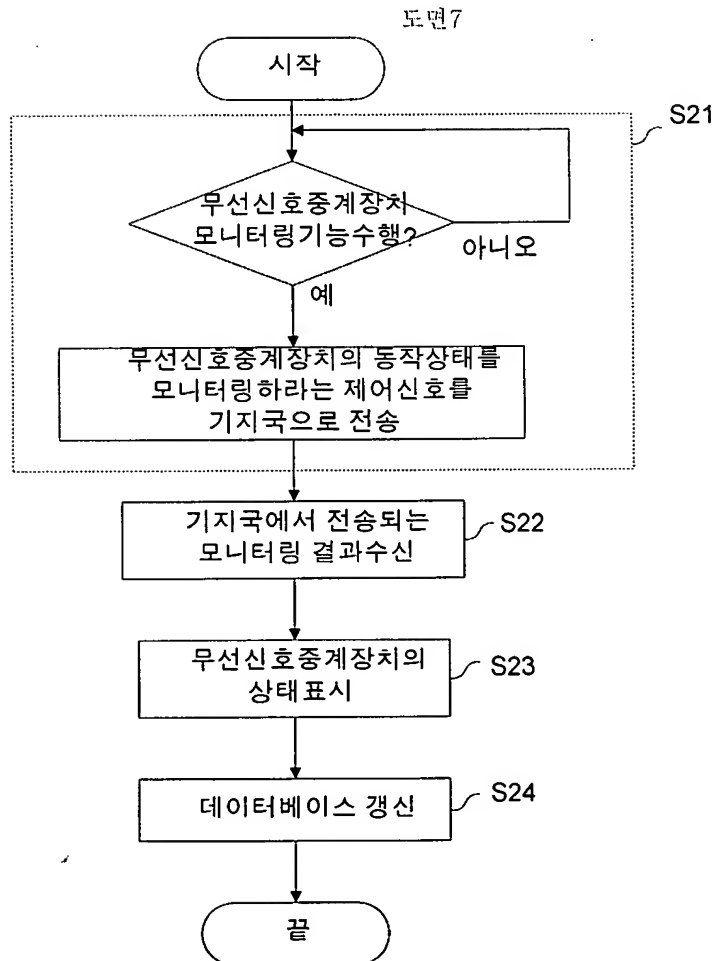 도면7
시작
S21
무선신호중계장치
모니터링기능수행?
아니오
예
무선신호중계장치의 동작상태를
모니터링하라는 제어신호를
기지국으로 전송
기지국에서 전송되는
모니터링 결과수신
S22
무선신호중계장치의
상태표시
S23
데이터베이스 갱신
S24
끝